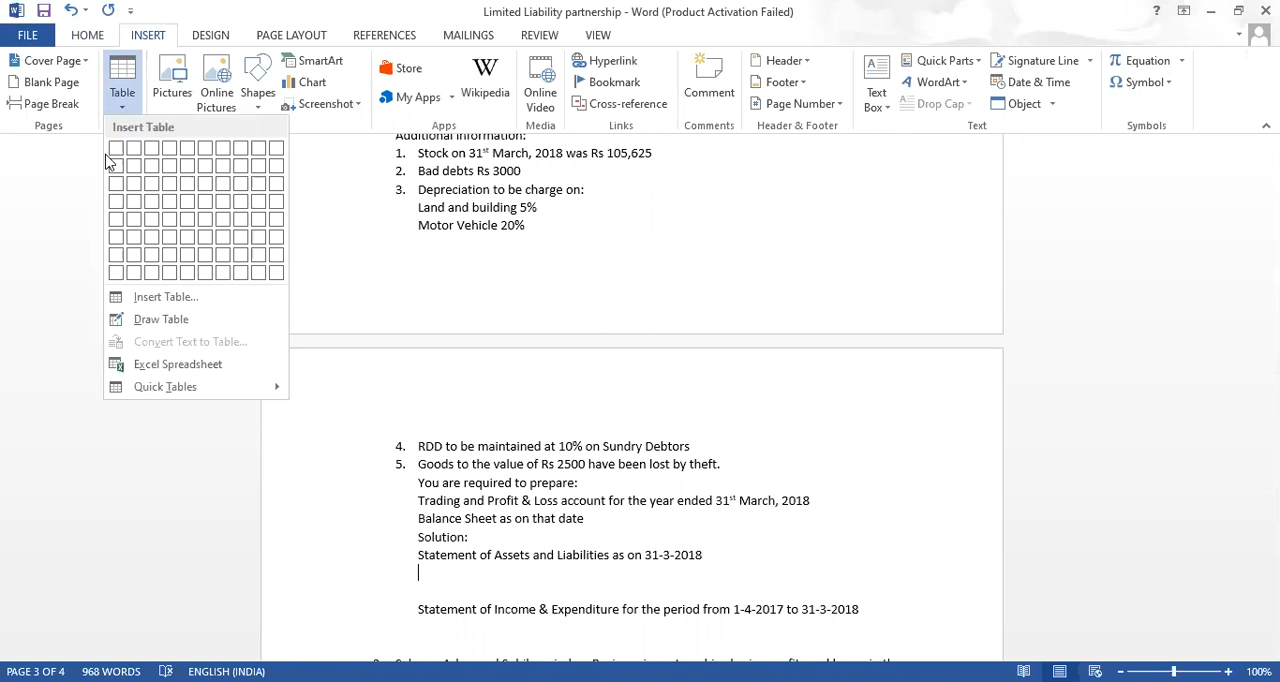 Limited Liability partnership - Word (Product Activation Failed)
FILE HOME INSERT DESIGN PAGE LAYOUT REFERENCES MAILINGS REVIEW VIEW
Cover Page
Blank Page
Page Break
Pages
Table
Pictures
Online Pictures
Shapes
SmartArt
Chart
Screenshot
Store
My Apps
Wikipedia
Apps
Online Video
Media
Hyperlink
Bookmark
Cross-reference
Links
Comment
Comments
Header
Footer
Page Number
Header & Footer
Text Box
Quick Parts
WordArt
Drop Cap
Signature Line
Date & Time
Object
Text
Equation
Symbol
Symbols
Insert Table
Insert Table...
Draw Table
Convert Text to Table...
Excel Spreadsheet
Quick Tables
Additional Information:
1. Stock on 31st March, 2018 was Rs 105,625
2. Bad debts Rs 3000
3. Depreciation to be charge on:
Land and building 5%
Motor Vehicle 20%
4. RDD to be maintained at 10% on Sundry Debtors
5. Goods to the value of Rs 2500 have been lost by theft.
You are required to prepare:
Trading and Profit & Loss account for the year ended 31st March, 2018
Balance Sheet as on that date
Solution:
Statement of Assets and Liabilities as on 31-3-2018
Statement of Income & Expenditure for the period from 1-4-2017 to 31-3-2018
PAGE 3 OF 4 968 WORDS ENGLISH (INDIA) 100%